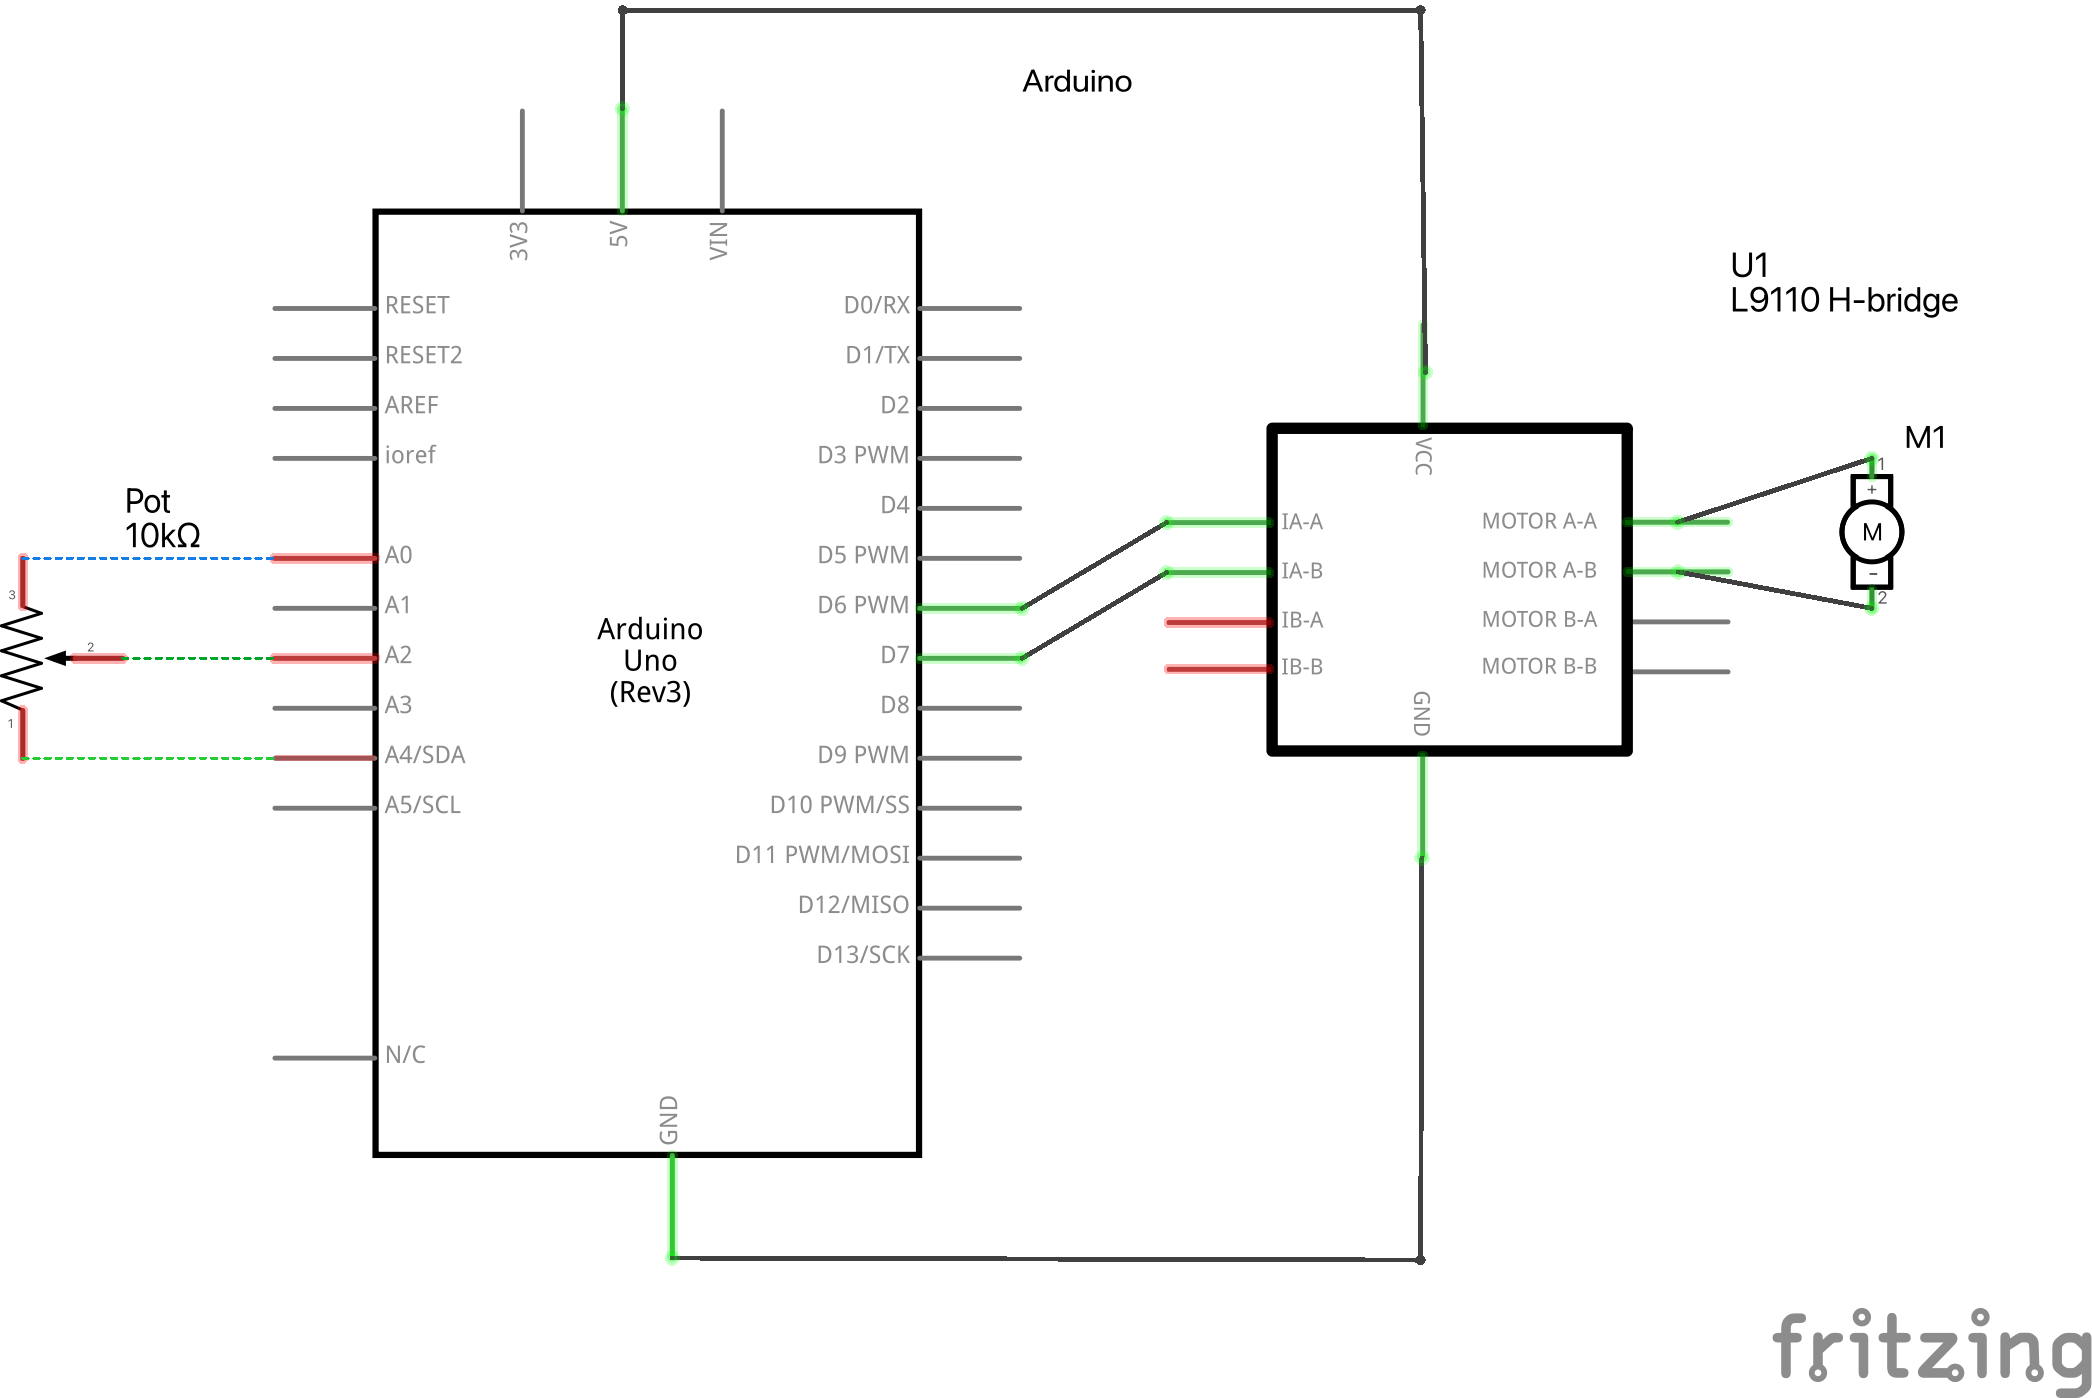 Arduino
3V3
5V
VIN
U1
L9110 H-bridge
RESET
RESET2
AREF
ioref
A0
A1
A2
A3
A4/SDA
A5/SCL
N/C
GND
D0/RX
D1/TX
D2
D3 PWM
D4
D5 PWM
D6 PWM
D7
D8
D9 PWM
D10 PWM/SS
D11 PWM/MOSI
D12/MISO
D13/SCK
Arduino
Uno
(Rev3)
Pot
10kΩ
3
2
1
VCC
IA-A
IA-B
IB-A
IB-B
MOTOR A-A
MOTOR A-B
MOTOR B-A
MOTOR B-B
GND
M1
1
+
M
-
2
fritzing